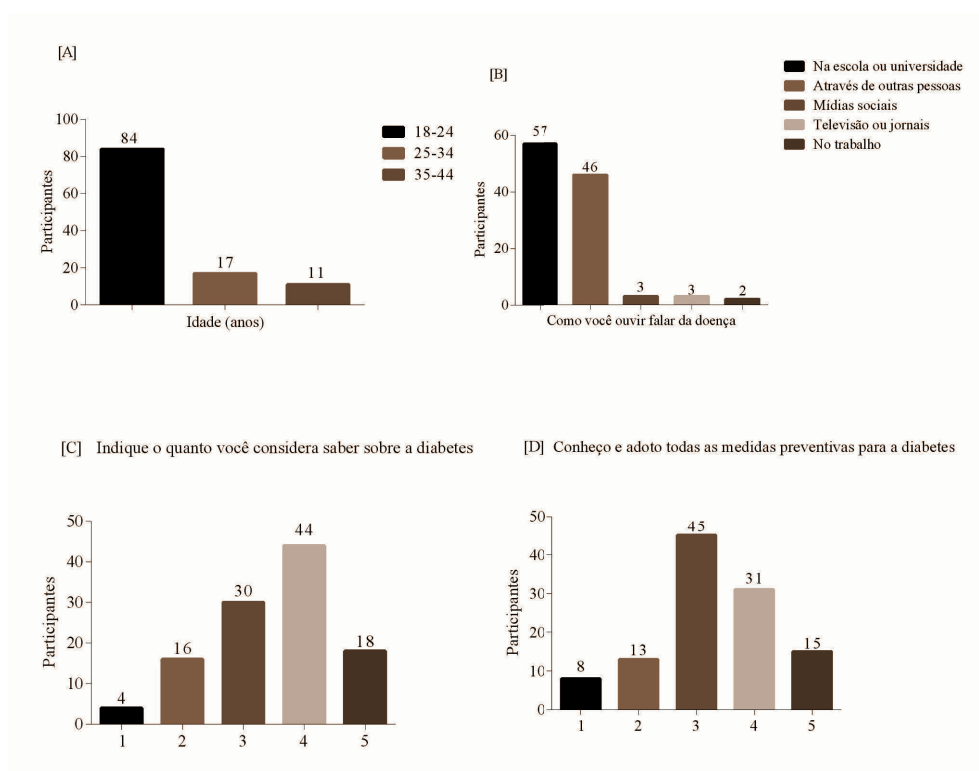 [A]
100
80
60
40
20
0
Participantes
84
17
11
Idade (anos)
18-24
25-34
35-44
[B]
60
40
20
0
Participantes
57
46
3
3
2
Como você ouvir falar da doença
Na escola ou universidade
Através de outras pessoas
Mídias sociais
Televisão ou jornais
No trabalho
[C] Indique o quanto você considera saber sobre a diabetes
50
40
30
20
10
0
Participantes
4
16
30
44
18
1 2 3 4 5
[D] Conheço e adoto todas as medidas preventivas para a diabetes
50
40
30
20
10
0
Participantes
8
13
45
31
15
1 2 3 4 5